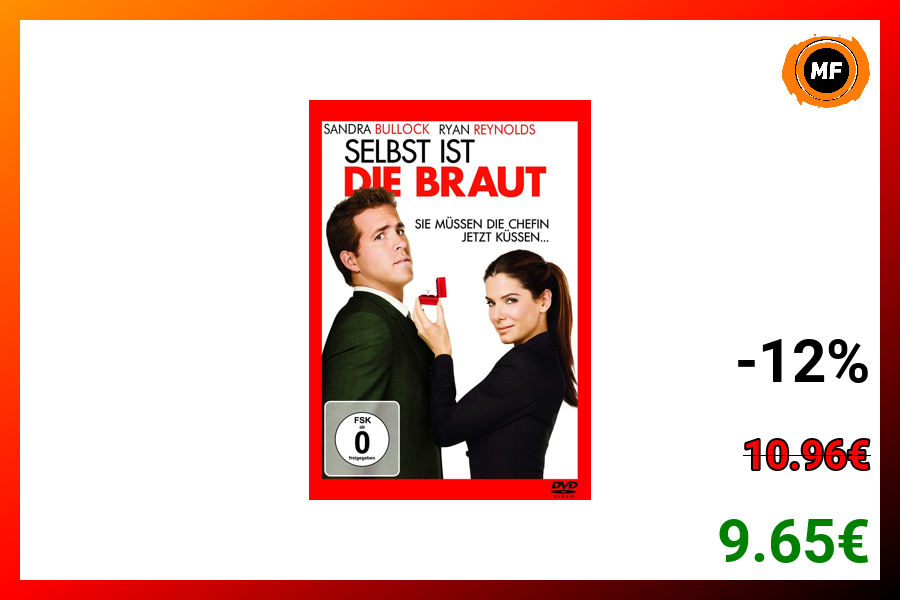 MF
SANDRA BULLOCK RYAN REYNOLDS
SELBST IST
DIE BRAUT
SIE MÜSSEN DIE CHEFIN
JETZT KÜSSEN...
-12%
FSK
ab
0
freigegeben
10.96€
DVD
VIDEO
9.65€